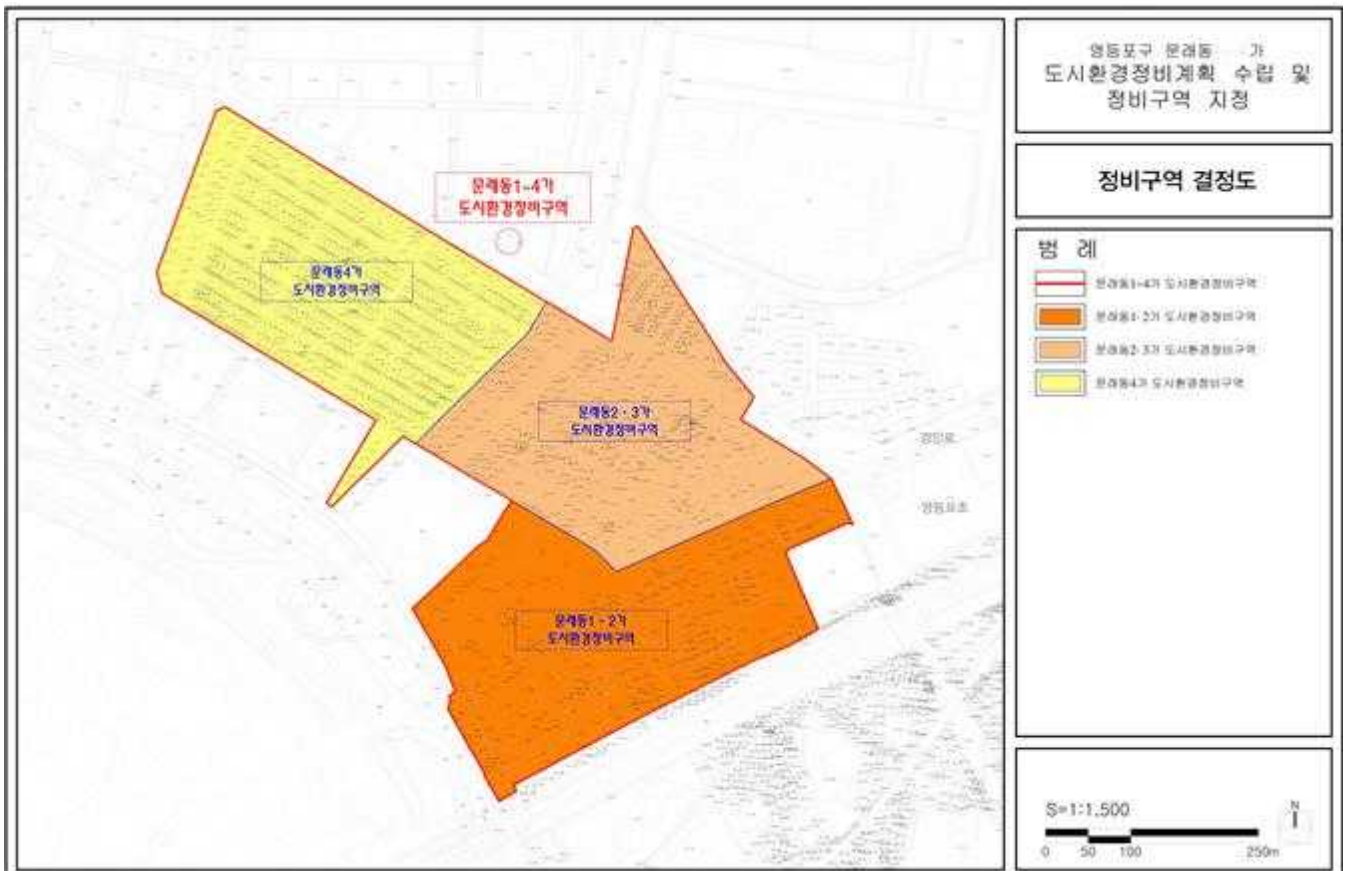 영등포구 문래동 가
도시환경정비계획 수립 및
정비구역 지정
정비구역 결정도
범 례
문래동1-4가 도시환경정비구역
문래동1·2가 도시환경정비구역
문래동2·3가 도시환경정비구역
문래동4가 도시환경정비구역
문래동1-4가
도시환경정비구역
문래동4가
도시환경정비구역
문래동2·3가
도시환경정비구역
경인로
영등포초
문래동1·2가
도시환경정비구역
S=1:1,500
N
0 50 100 250m